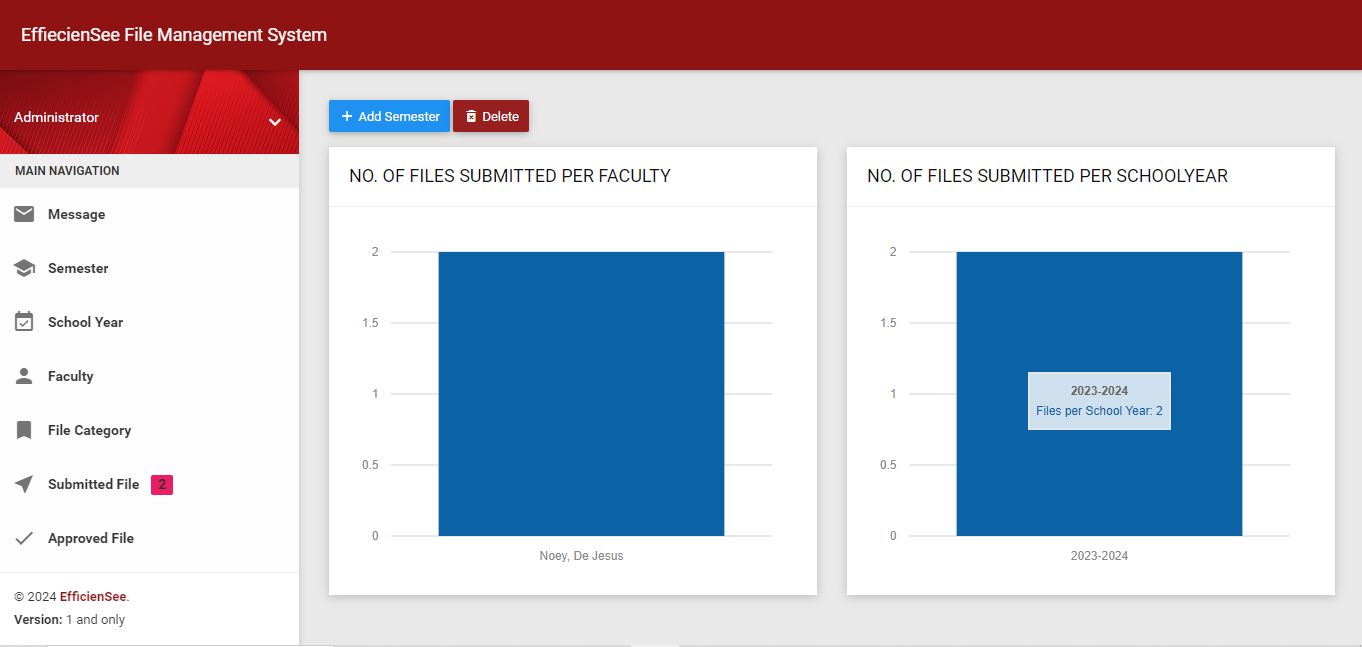 EffiecienSee File Management System
Administrator
MAIN NAVIGATION
Message
Semester
School Year
Faculty
File Category
Submitted File 2
Approved File
© 2024 EfficienSee.
Version: 1 and only
+ Add Semester Delete
NO. OF FILES SUBMITTED PER FACULTY
2
1.5
1
0.5
0
Noey, De Jesus
NO. OF FILES SUBMITTED PER SCHOOLYEAR
2
1.5
1
0.5
0
2023-2024
Files per School Year: 2
2023-2024